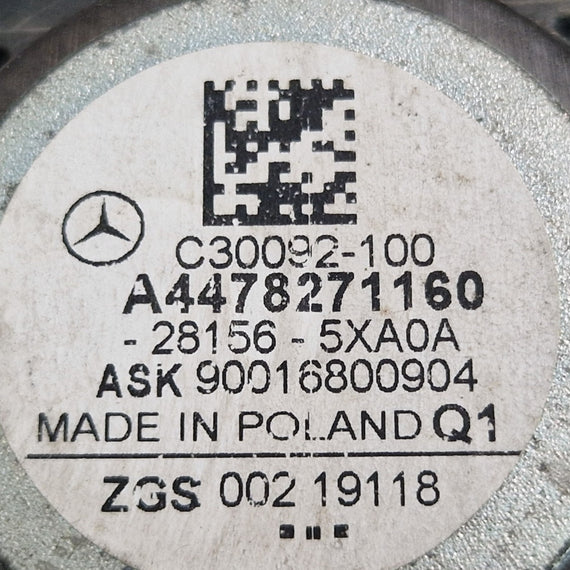 C30092-100
A4478271160
- 28156 - 5XA0A
ASK 90016800904
MADE IN POLAND Q1
ZGS 002 19118